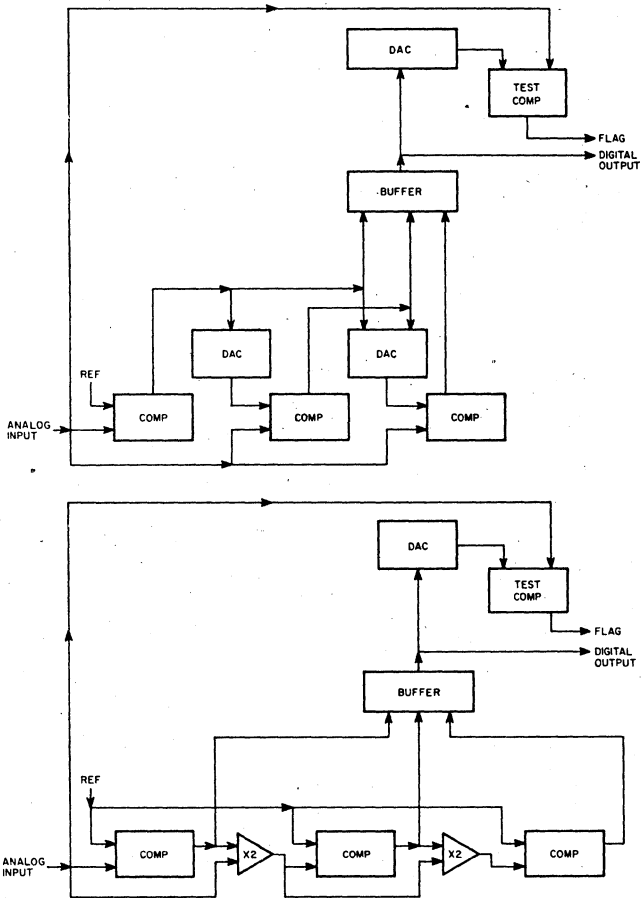 DAC
TEST
COMP
FLAG
DIGITAL
OUTPUT
BUFFER
DAC
DAC
REF
COMP
COMP
COMP
ANALOG
INPUT
DAC
TEST
COMP
FLAG
DIGITAL
OUTPUT
BUFFER
REF
COMP
X2
COMP
X2
COMP
ANALOG
INPUT